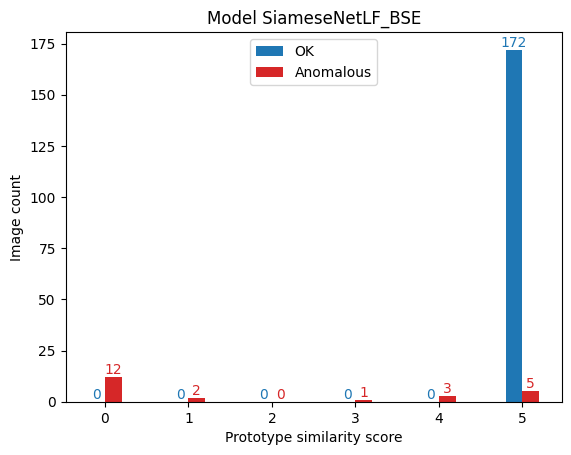 Model SiameseNetLF_BSE
OK
Anomalous
Image count
175
150
125
100
75
50
25
0
0 12
0 2
0 0
0 1
0 3
172 5
0 1 2 3 4 5
Prototype similarity score